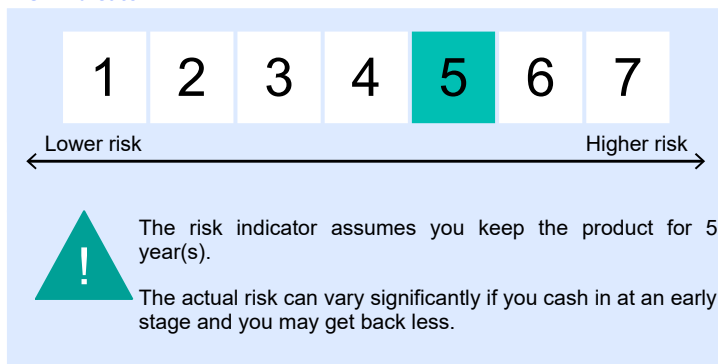 1 2 3 4 5 6 7
Lower risk Higher risk
!
The risk indicator assumes you keep the product for 5
year(s).
The actual risk can vary significantly if you cash in at an early
stage and you may get back less.